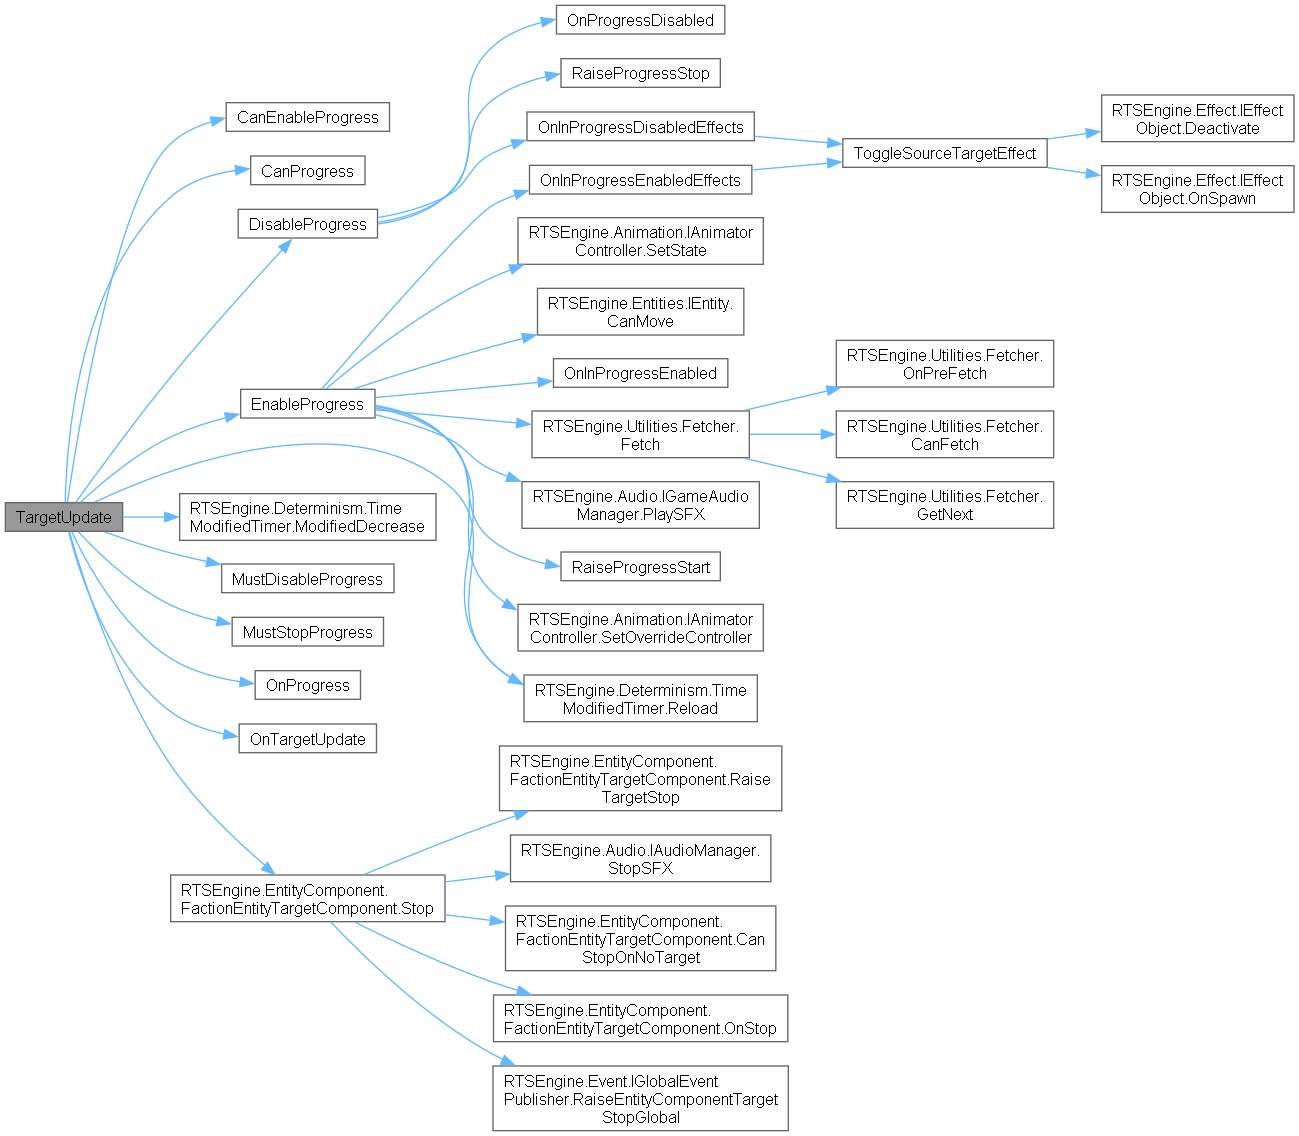 TargetUpdate
CanEnableProgress
CanProgress
DisableProgress
EnableProgress
RTSEngine.Determinism.Time
ModifiedTimer.ModifiedDecrease
MustDisableProgress
MustStopProgress
OnProgress
OnTargetUpdate
RTSEngine.EntityComponent.
FactionEntityTargetComponent.Stop
OnProgressDisabled
RaiseProgressStop
OnInProgressDisabledEffects
OnInProgressEnabledEffects
RTSEngine.Animation.IAnimator
Controller.SetState
RTSEngine.Entities.IEntity.
CanMove
OnInProgressEnabled
RTSEngine.Utilities.Fetcher.
Fetch
RTSEngine.Audio.IGameAudio
Manager.PlaySFX
RaiseProgressStart
RTSEngine.Animation.IAnimator
Controller.SetOverrideController
RTSEngine.Determinism.Time
ModifiedTimer.Reload
RTSEngine.EntityComponent.
FactionEntityTargetComponent.Raise
TargetStop
RTSEngine.Audio.IAudioManager.
StopSFX
RTSEngine.EntityComponent.
FactionEntityTargetComponent.Can
StopOnNoTarget
RTSEngine.EntityComponent.
FactionEntityTargetComponent.OnStop
RTSEngine.Event.IGlobalEvent
Publisher.RaiseEntityComponentTarget
StopGlobal
ToggleSourceTargetEffect
RTSEngine.Utilities.Fetcher.
OnPreFetch
RTSEngine.Utilities.Fetcher.
CanFetch
RTSEngine.Utilities.Fetcher.
GetNext
RTSEngine.Effect.IEffect
Object.Deactivate
RTSEngine.Effect.IEffect
Object.OnSpawn